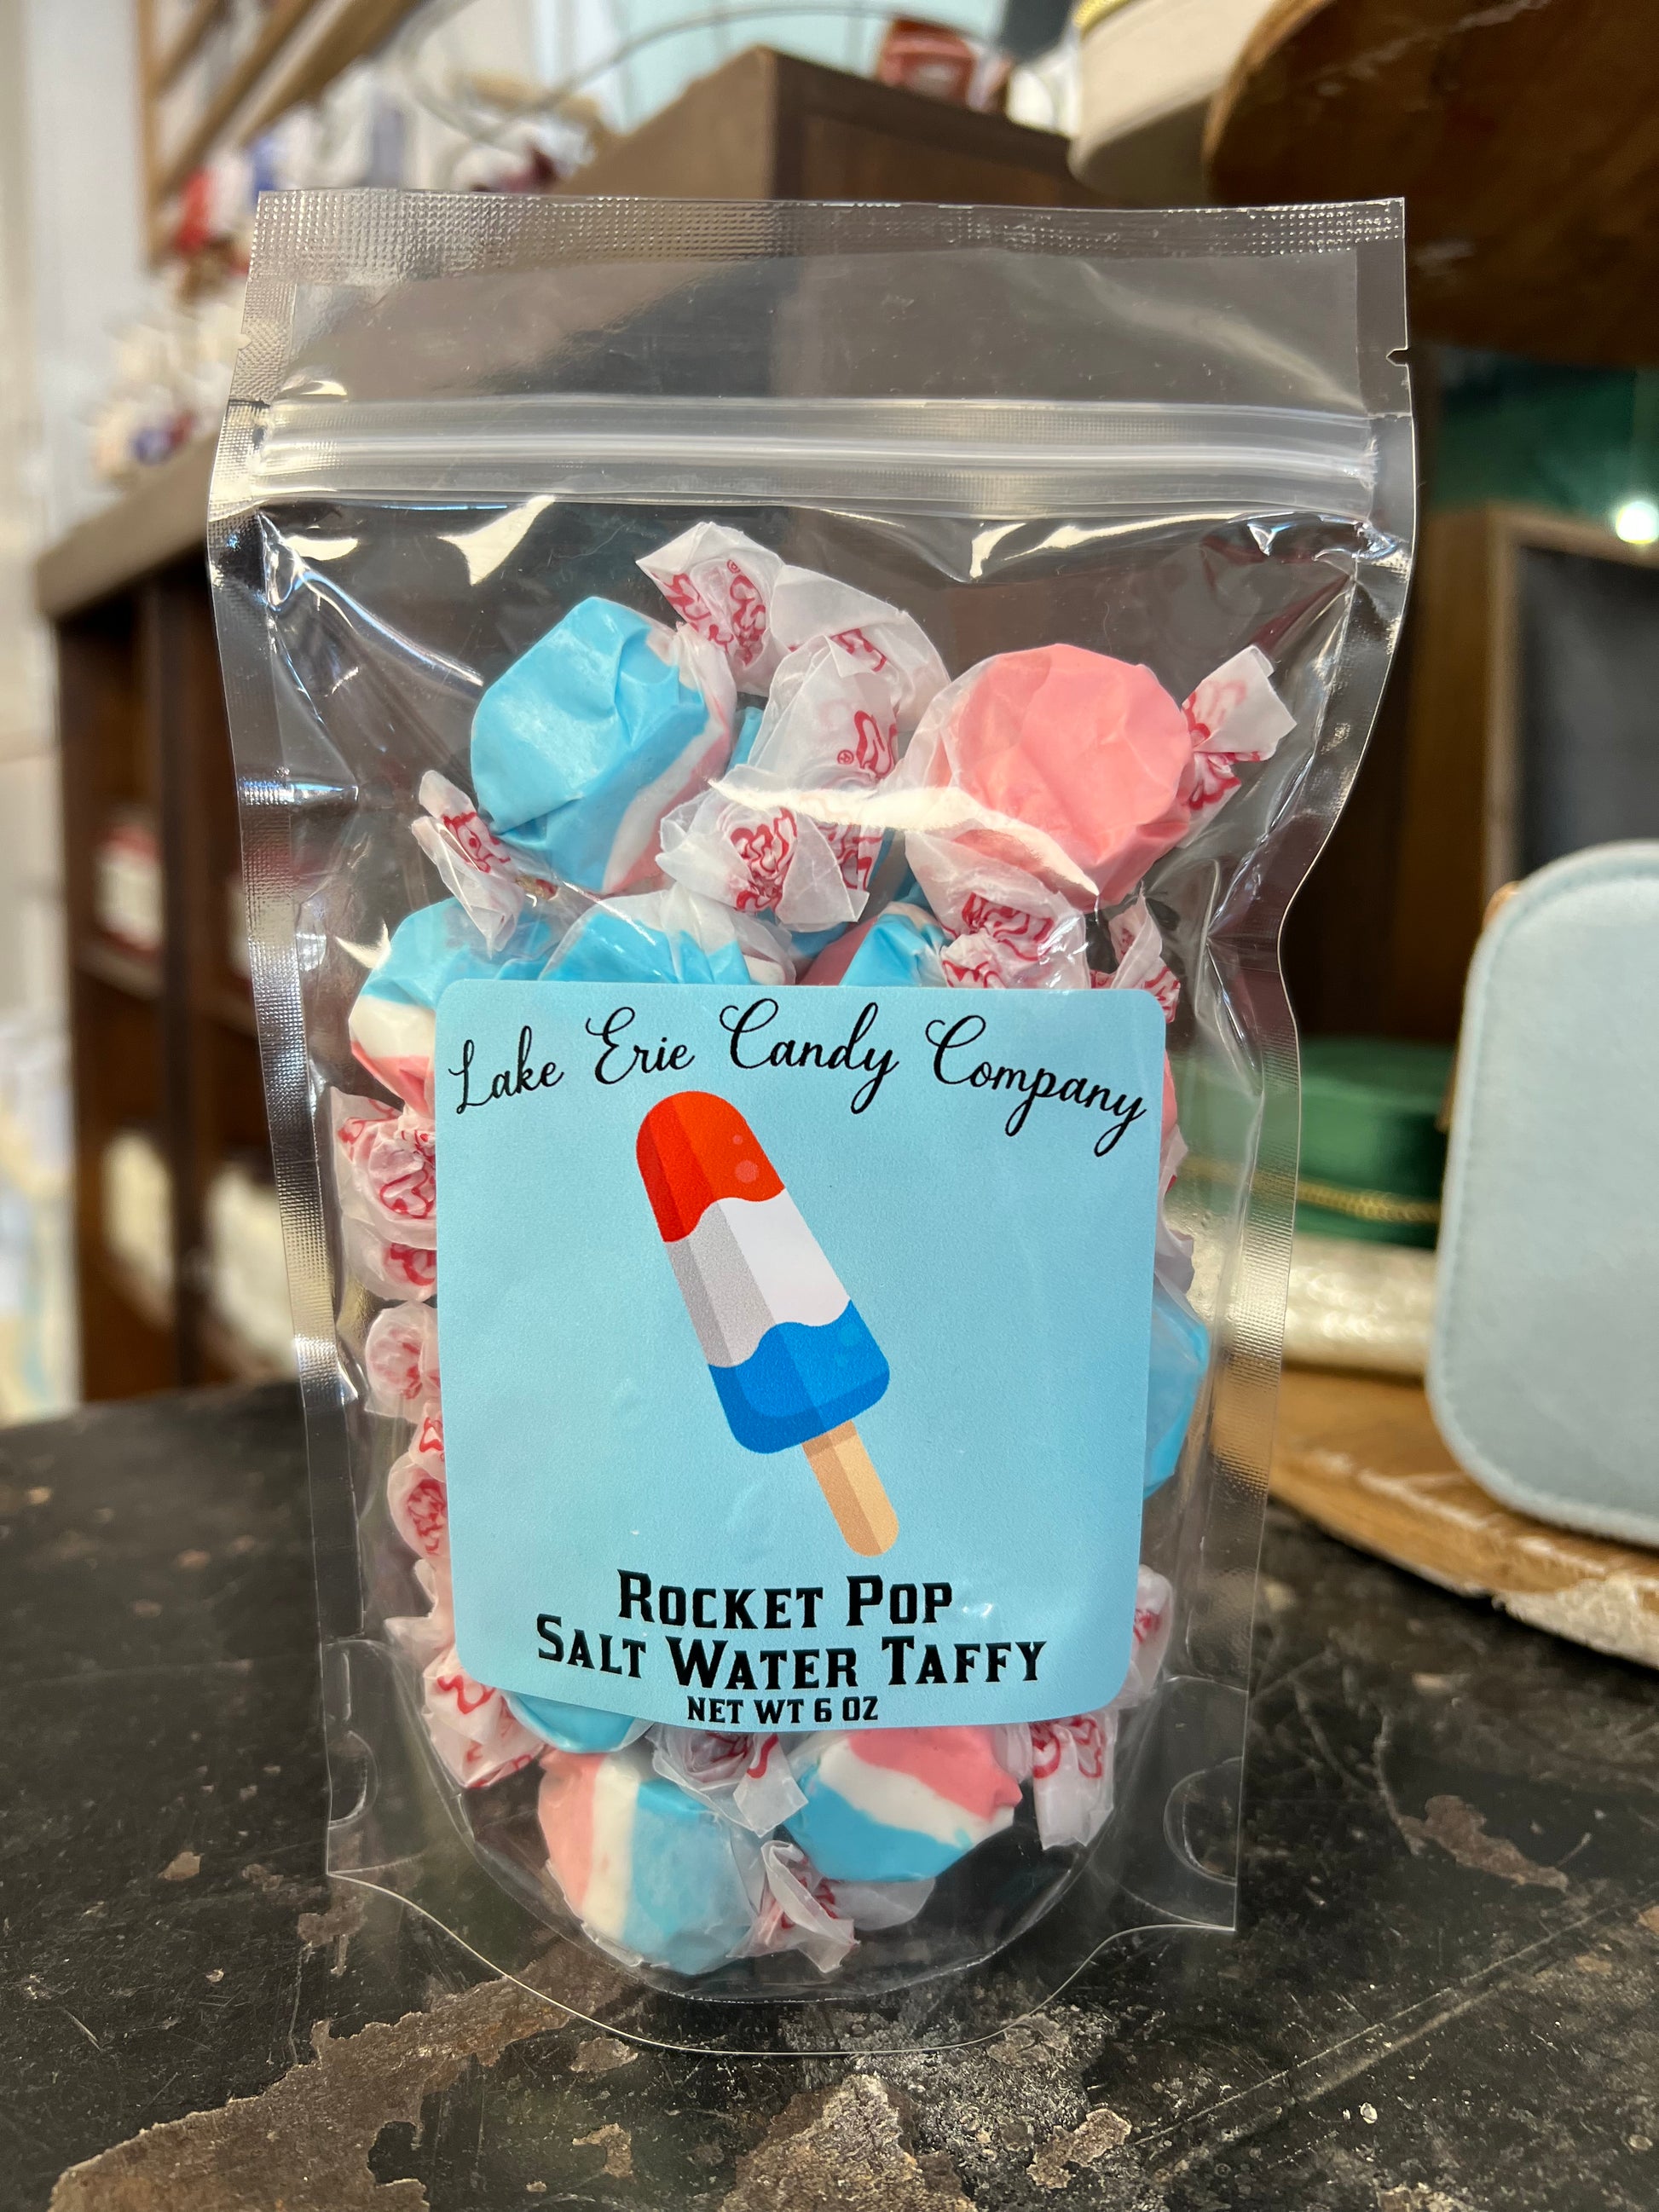 Lake Erie Candy Company
Rocket Pop
Salt Water Taffy
NET WT 6 OZ